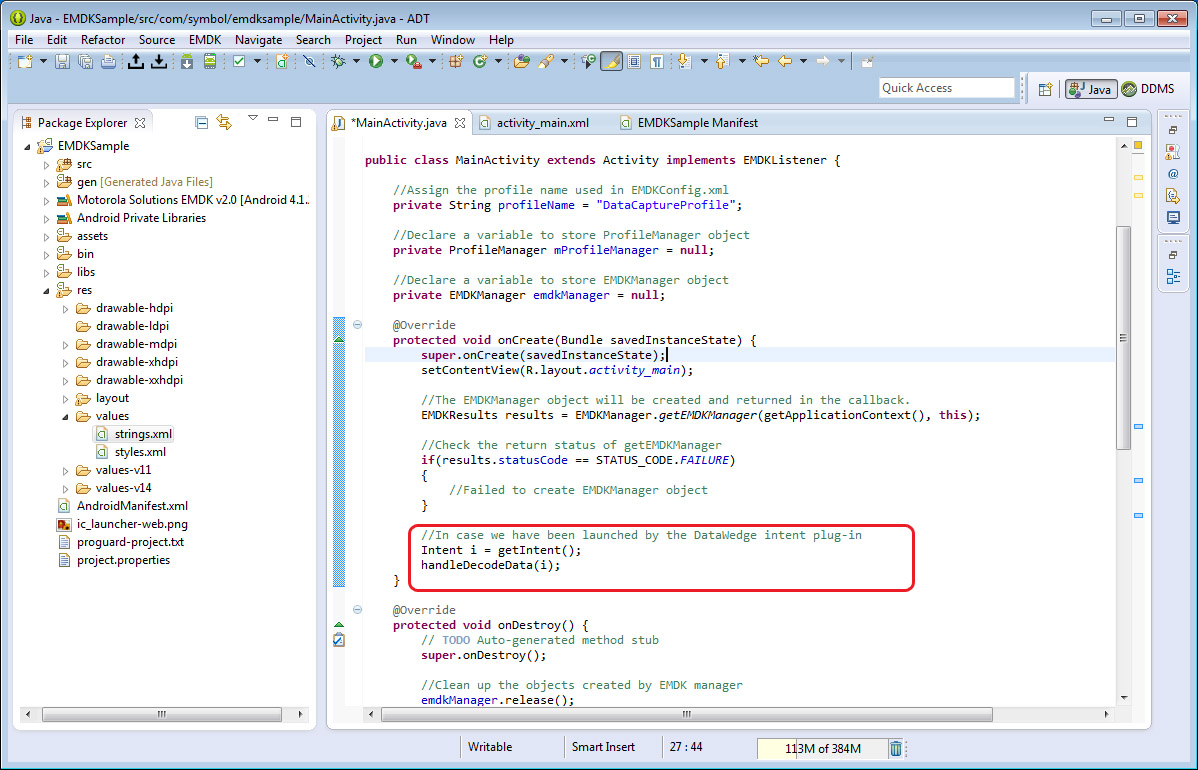 Java - EMDKSample/src/com/symbol/emdksample/MainActivity.java - ADT
File Edit Refactor Source EMDK Navigate Search Project Run Window Help
Quick Access
Java
DDMS
Package Explorer
EMDKSample
src
gen [Generated Java Files]
Motorola Solutions EMDK v2.0 [Android 4.1.
Android Private Libraries
assets
bin
libs
res
drawable-hdpi
drawable-ldpi
drawable-mdpi
drawable-xhdpi
drawable-xxhdpi
layout
values
strings.xml
styles.xml
values-v11
values-v14
AndroidManifest.xml
ic_launcher-web.png
proguard-project.txt
project.properties
*MainActivity.java
activity_main.xml
EMDKSample Manifest
public class MainActivity extends Activity implements EMDKListener {
//Assign the profile name used in EMDKConfig.xml
private String profileName = "DataCaptureProfile";
//Declare a variable to store ProfileManager object
private ProfileManager mProfileManager = null;
//Declare a variable to store EMDKManager object
private EMDKManager emdkManager = null;
@Override
protected void onCreate(Bundle savedInstanceState) {
super.onCreate(savedInstanceState);
setContentView(R.layout.activity_main);
//The EMDKManager object will be created and returned in the callback.
EMDKResults results = EMDKManager.getEMDKManager(getApplicationContext(), this);
//Check the return status of getEMDKManager
if(results.statusCode == STATUS_CODE.FAILURE)
{
//Failed to create EMDKManager object
}
//In case we have been launched by the DataWedge intent plug-in
Intent i = getIntent();
handleDecodeData(i);
}
@Override
protected void onDestroy() {
// TODO Auto-generated method stub
super.onDestroy();
//Clean up the objects created by EMDK manager
emdkManager.release();
Writable
Smart Insert
27 : 44
113M of 384M